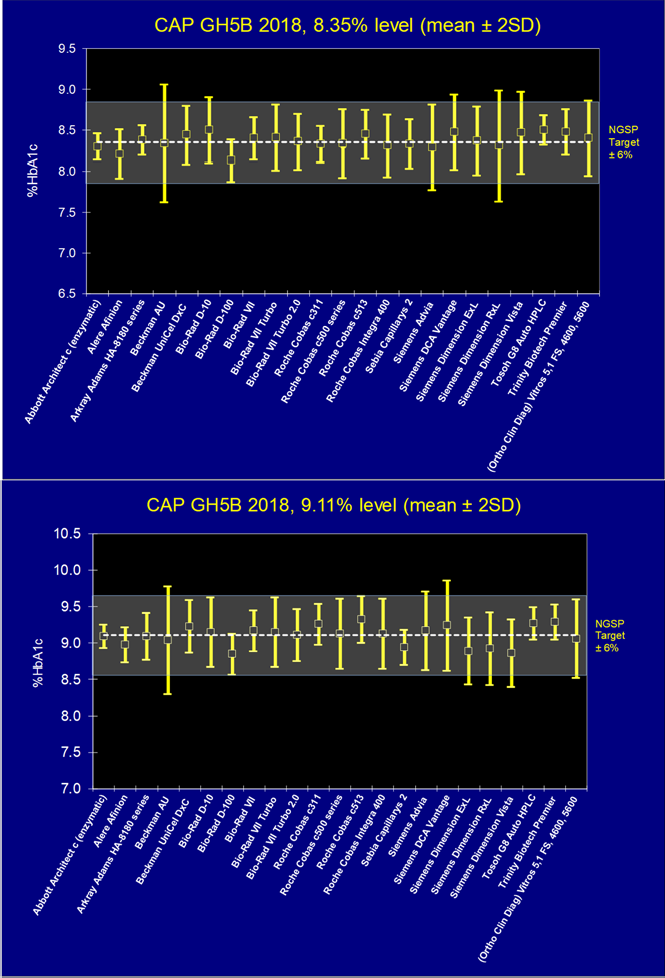 CAP GH5B 2018, 8.35% level (mean ± 2SD)
9.5
9.0
8.5
8.0
7.5
7.0
6.5
%HbA1c
NGSP
Target
± 6%
Abbott Architect c (enzymatic)
Alere Afinion
Arkray Adams HA-8180 series
Beckman AU
Beckman UniCel DxC
Bio-Rad D-10
Bio-Rad D-100
Bio-Rad VII
Bio-Rad VII Turbo
Bio-Rad VII Turbo 2.0
Roche Cobas c311
Roche Cobas c500 series
Roche Cobas c513
Roche Cobas Integra 400
Sebia Capillarys 2
Siemens Advia
Siemens DCA Vantage
Siemens Dimension ExL
Siemens Dimension RxL
Siemens Dimension Vista
Tosoh G8 Auto HPLC
Trinity Biotech Premier
(Ortho Clin Diag) Vitros 5,1 FS, 4600, 5600
CAP GH5B 2018, 9.11% level (mean ± 2SD)
10.5
10.0
9.5
9.0
8.5
8.0
7.5
7.0
%HbA1c
NGSP
Target
± 6%
Abbott Architect c (enzymatic)
Alere Afinion
Arkray Adams HA-8180 series
Beckman AU
Beckman UniCel DxC
Bio-Rad D-10
Bio-Rad D-100
Bio-Rad VII
Bio-Rad VII Turbo
Bio-Rad VII Turbo 2.0
Roche Cobas c311
Roche Cobas c500 series
Roche Cobas c513
Roche Cobas Integra 400
Sebia Capillarys 2
Siemens Advia
Siemens DCA Vantage
Siemens Dimension ExL
Siemens Dimension RxL
Siemens Dimension Vista
Tosoh G8 Auto HPLC
Trinity Biotech Premier
(Ortho Clin Diag) Vitros 5,1 FS, 4600, 5600